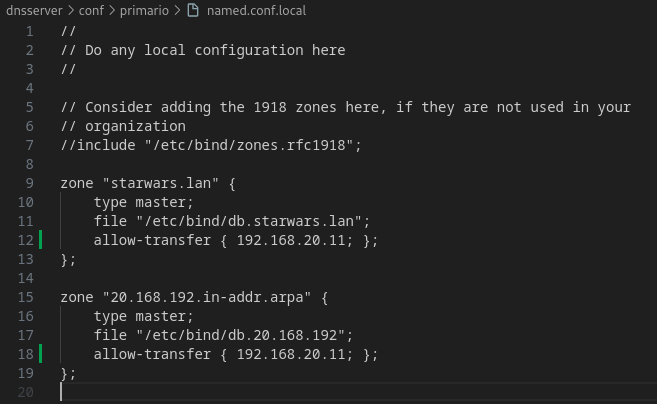 dnsserver > conf > primario > named.conf.local
1 //
2 // Do any local configuration here
3 //
4
5 // Consider adding the 1918 zones here, if they are not used in your
6 // organization
7 //include "/etc/bind/zones.rfc1918";
8
9 zone "starwars.lan" {
10     type master;
11     file "/etc/bind/db.starwars.lan";
12     allow-transfer { 192.168.20.11; };
13 };
14
15 zone "20.168.192.in-addr.arpa" {
16     type master;
17     file "/etc/bind/db.20.168.192";
18     allow-transfer { 192.168.20.11; };
19 };
20